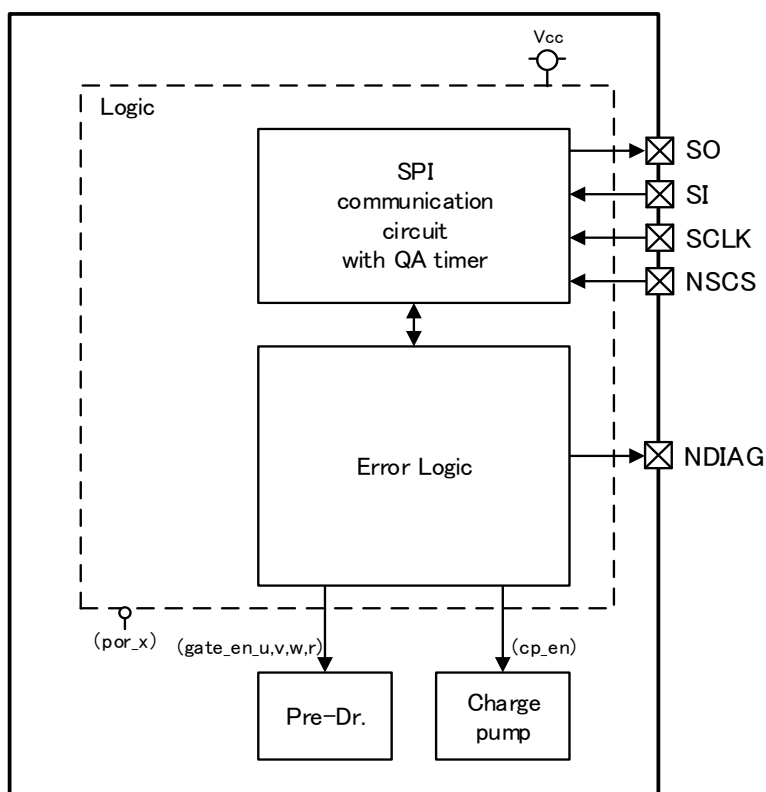 Vcc
Logic
SPI
communication
circuit
with QA timer
SO
SI
SCLK
NSCS
Error Logic
NDIAG
(por_x)
(gate_en_u,v,w,r)
(cp_en)
Pre-Dr.
Charge
pump